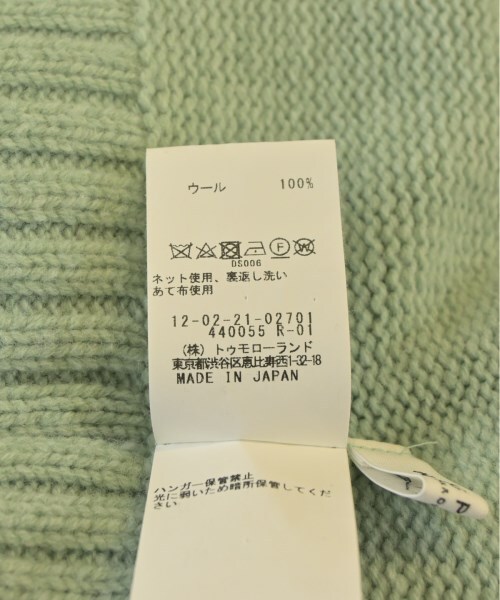 ウール 100%
DS006
ネット使用、裏返し洗い
あて布使用
12-02-21-02701
440055 R-01
(株) トゥモローランド
東京都渋谷区恵比寿西1-32-18
MADE IN JAPAN
ハンガー保管禁止
光に弱いため暗所保管してくだ
さい